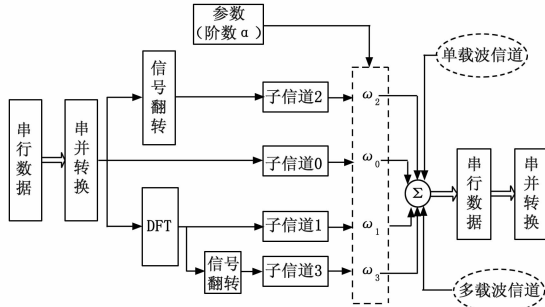 参数
(阶数α)
单载波信道
信号翻转
子信道2
ω2
串行数据
串并转换
子信道0
ω0
Σ
串行数据
串并转换
DFT
子信道1
ω1
信号翻转
子信道3
ω3
多载波信道